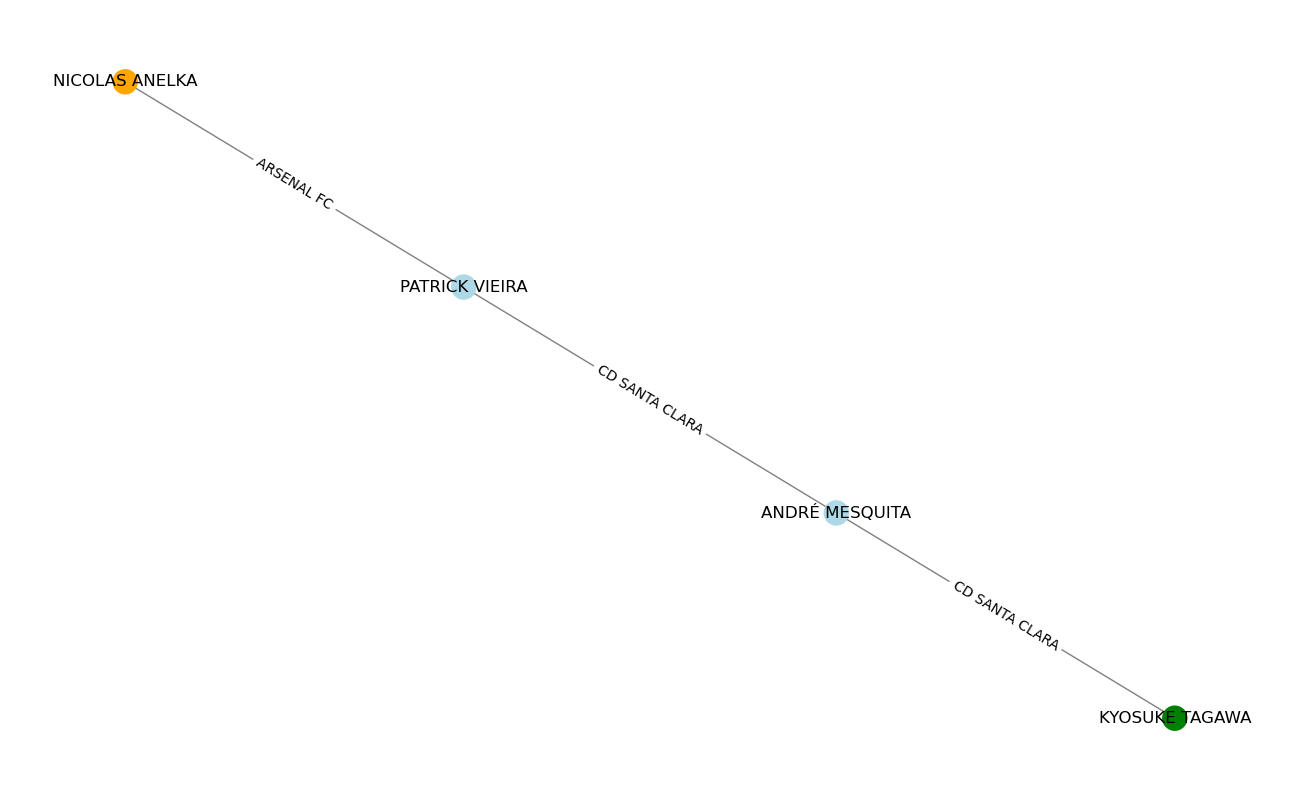 NICOLAS ANELKA
ARSENAL FC
PATRICK VIEIRA
CD SANTA CLARA
ANDRÉ MESQUITA
CD SANTA CLARA
KYOSUKE TAGAWA